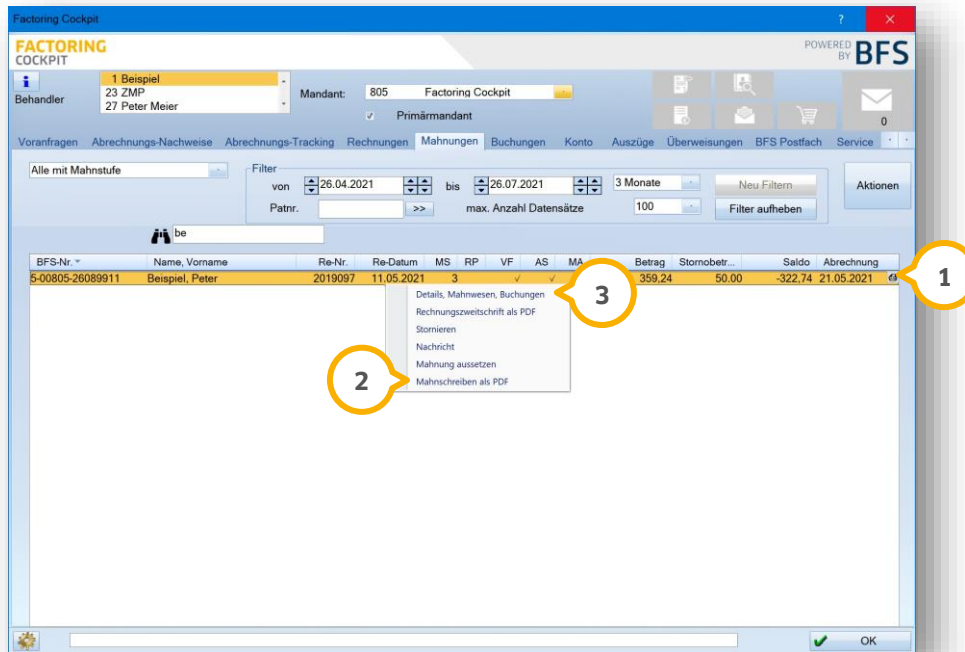 Factoring Cockpit
?
FACTORING
COCKPIT
POWERED
BY BFS
Behandler
1 Beispiel
23 ZMP
27 Peter Meier
Mandant: 805 Factoring Cockpit
Primärmandant
0
Voranfragen Abrechnungs-Nachweise Abrechnungs-Tracking Rechnungen Mahnungen Buchungen Konto Auszüge Überweisungen BFS Postfach Service
Alle mit Mahnstufe
Filter
von 26.04.2021 bis 26.07.2021 3 Monate Neu Filtern Aktionen
Patnr. >> max. Anzahl Datensätze 100 Filter aufheben
be
BFS-Nr. Name, Vorname Re-Nr. Re-Datum MS RP VF AS MA Betrag Stornobetr... Saldo Abrechnung
5-00805-26089911 Beispiel, Peter 2019097 11.05.2021 3 √ √ 359,24 50.00 -322,74 21.05.2021
1
Details, Mahnwesen, Buchungen
3
Rechnungszweitschrift als PDF
Stornieren
Nachricht
Mahnung aussetzen
2
Mahnschreiben als PDF
OK